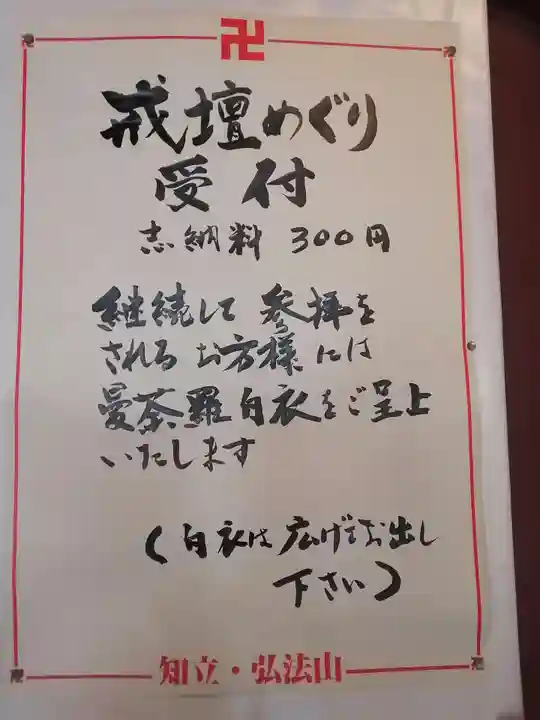 卍
戒壇めぐり
受付
志納料 300円
継続して参拝を
されるお方様には
曼荼羅白衣をご呈上
いたします
(白衣は広げてお出し
下さい)
知立・弘法山